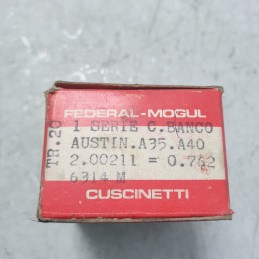 FEDERAL-MOGUL
TR.20
1 SERIE C.BANCO
AUSTIN.A35.A40
2.00211 = 0.762
6314 M
CUSCINETTI